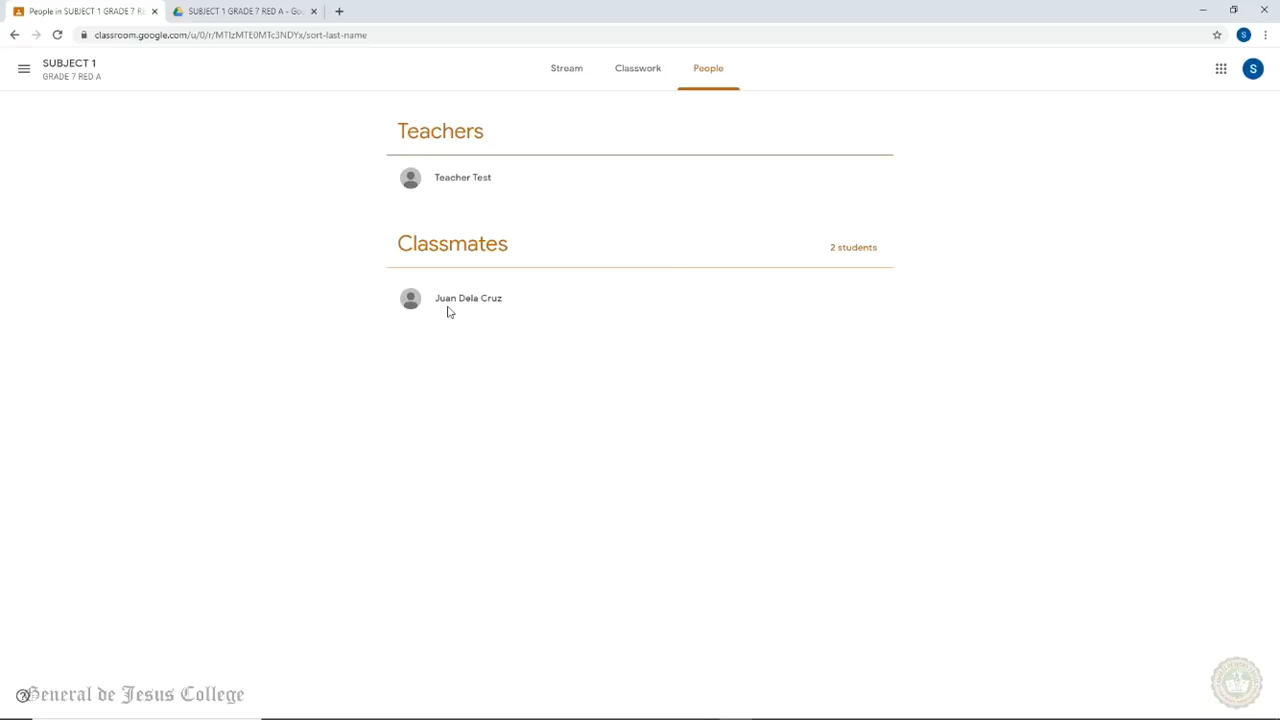 People in SUBJECT 1 GRADE 7 RE
SUBJECT 1 GRADE 7 RED A - Goo
classroom.google.com/u/0/r/MTIzMTE0MTc3NDYx/sort-last-name
S
SUBJECT 1
GRADE 7 RED A
Stream
Classwork
People
S
Teachers
Teacher Test
Classmates
2 students
Juan Dela Cruz
General de Jesus College